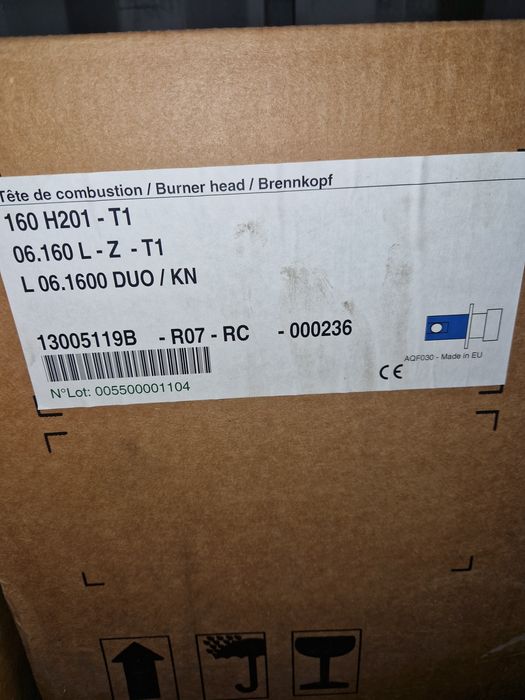 Tête de combustion / Burner head / Brennkopf
160 H201 - T1
06.160 L - Z - T1
L 06.1600 DUO / KN
13005119B - R07 - RC - 000236
AQF030 - Made in EU
CE
N°Lot: 005500001104